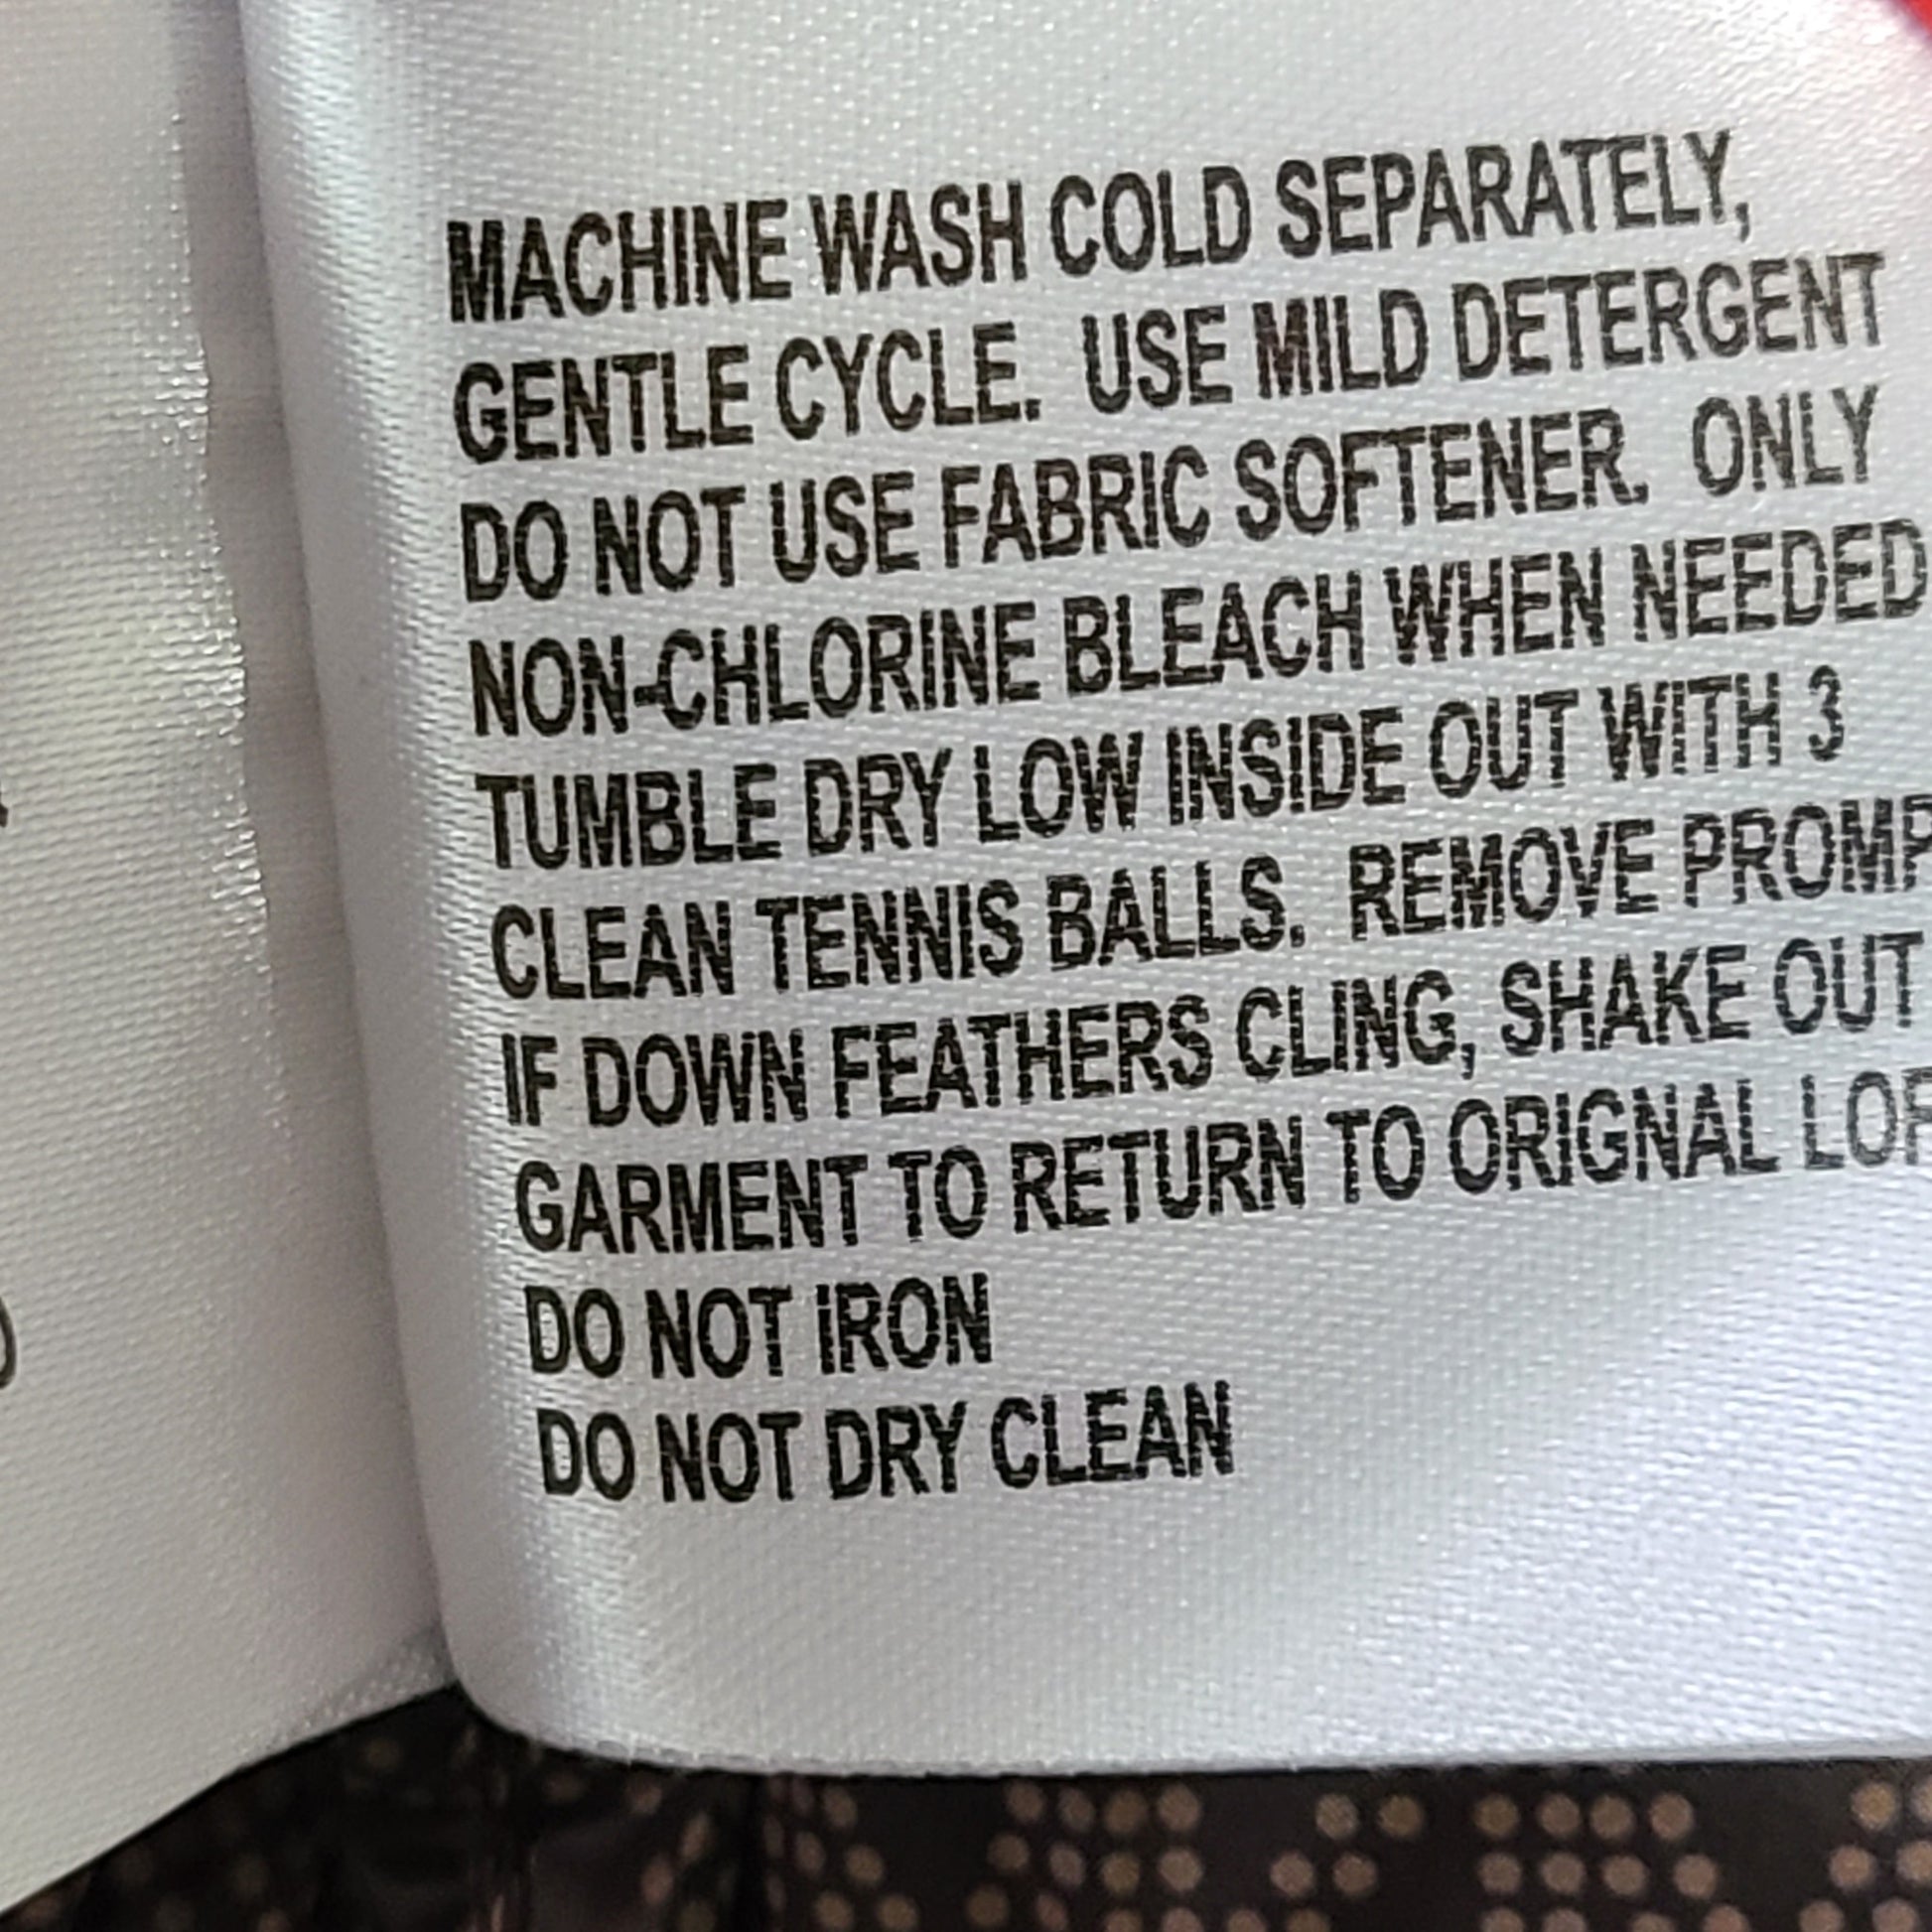 MACHINE WASH COLD SEPARATELY,
GENTLE CYCLE. USE MILD DETERGENT
DO NOT USE FABRIC SOFTENER. ONLY
NON-CHLORINE BLEACH WHEN NEEDED
TUMBLE DRY LOW INSIDE OUT WITH 3
CLEAN TENNIS BALLS. REMOVE
IF DOWN FEATHERS CLING, SHAKE OUT
GARMENT TO RETURN TO ORIGNAL
DO NOT IRON
DO NOT DRY CLEAN